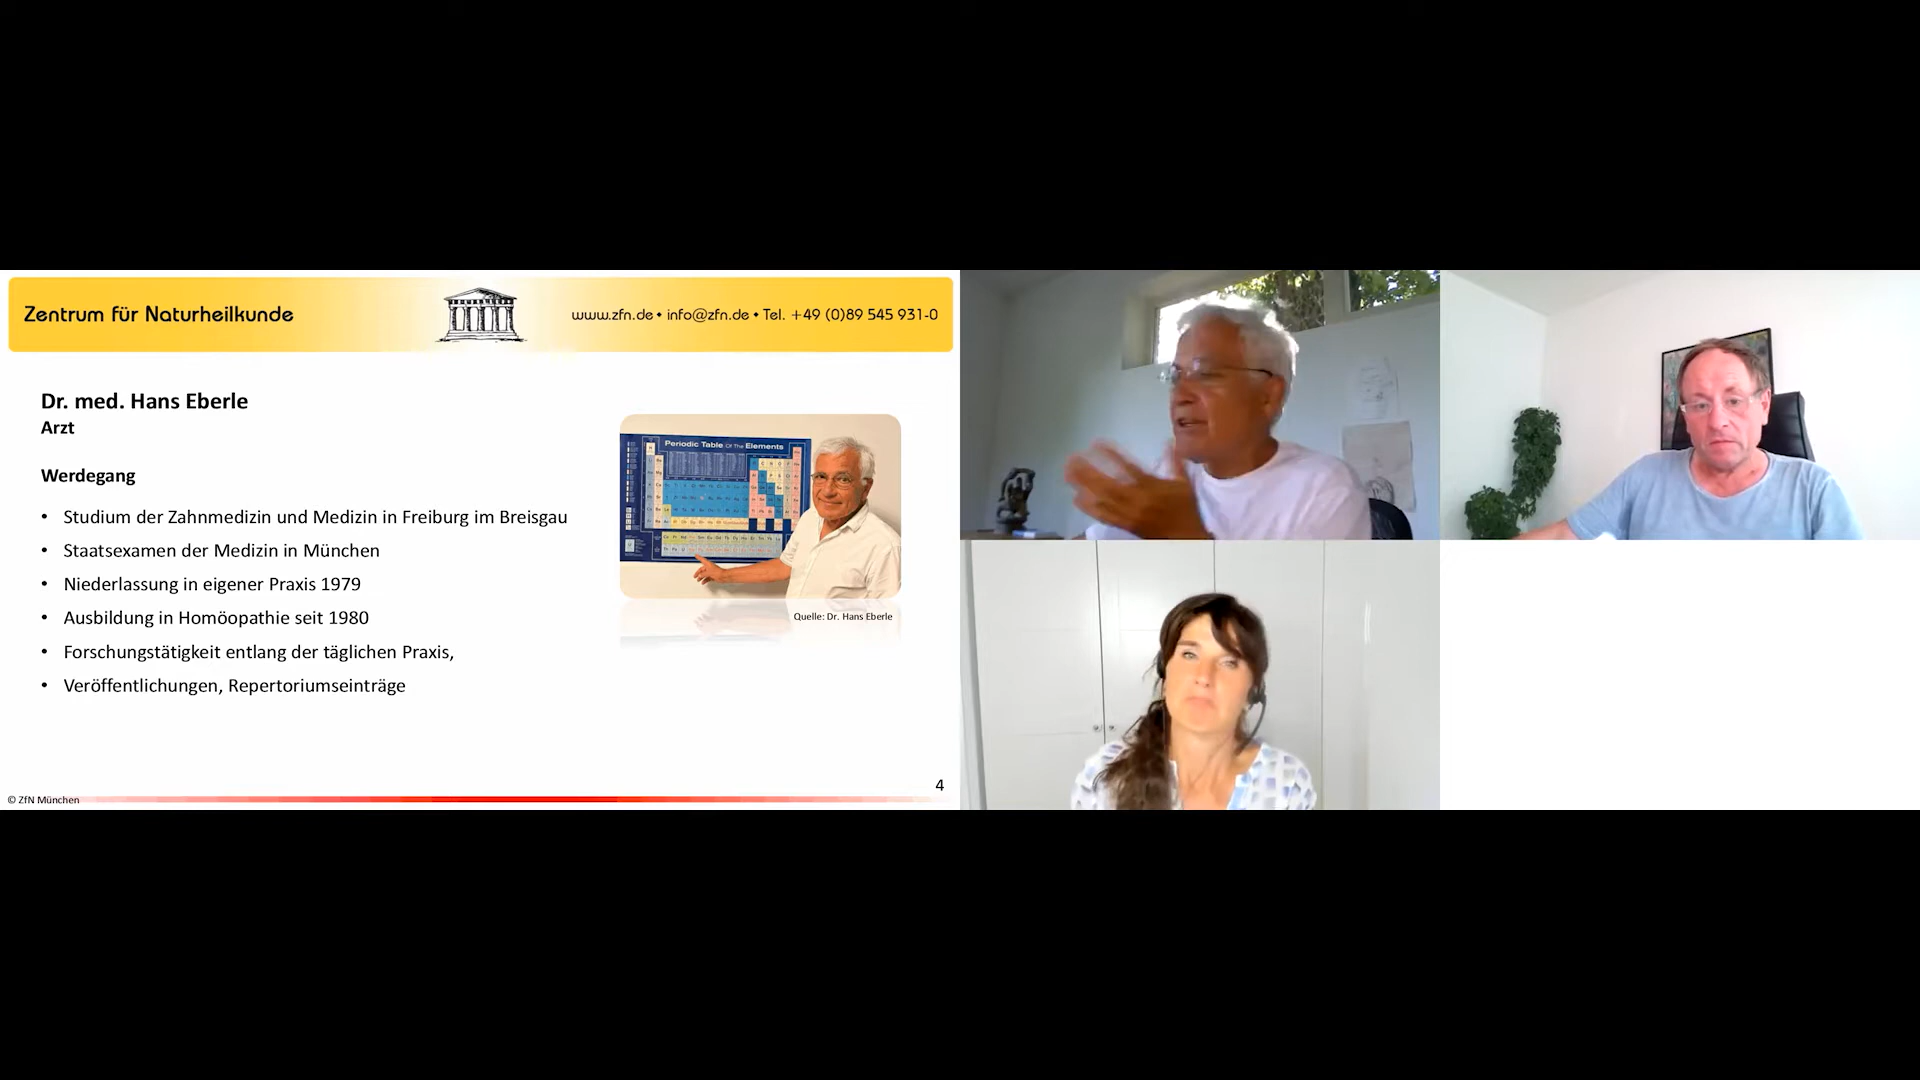 Zentrum für Naturheilkunde
www.zfn.de • info@zfn.de • Tel. +49 (0)89 545 931-0
Dr. med. Hans Eberle
Arzt
Werdegang
• Studium der Zahnmedizin und Medizin in Freiburg im Breisgau
• Staatsexamen der Medizin in München
• Niederlassung in eigener Praxis 1979
• Ausbildung in Homöopathie seit 1980
• Forschungstätigkeit entlang der täglichen Praxis,
• Veröffentlichungen, Repertoriumseinträge
Periodic Table Of The Elements
Quelle: Dr. Hans Eberle
4
© ZfN München